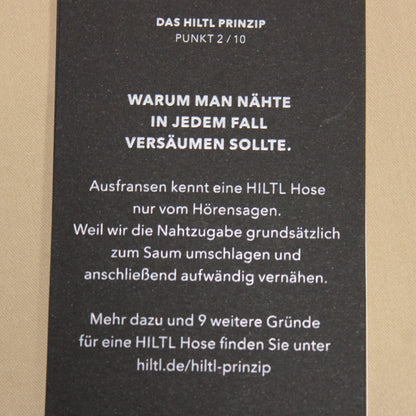 DAS HILTL PRINZIP
PUNKT 2 / 10
WARUM MAN NÄHTE
IN JEDEM FALL
VERSÄUMEN SOLLTE.
Ausfransen kennt eine HILTL Hose
nur vom Hörensagen.
Weil wir die Nahtzugabe grundsätzlich
zum Saum umschlagen und
anschließend aufwändig vernähen.
Mehr dazu und 9 weitere Gründe
für eine HILTL Hose finden Sie unter
hiltl.de/hiltl-prinzip